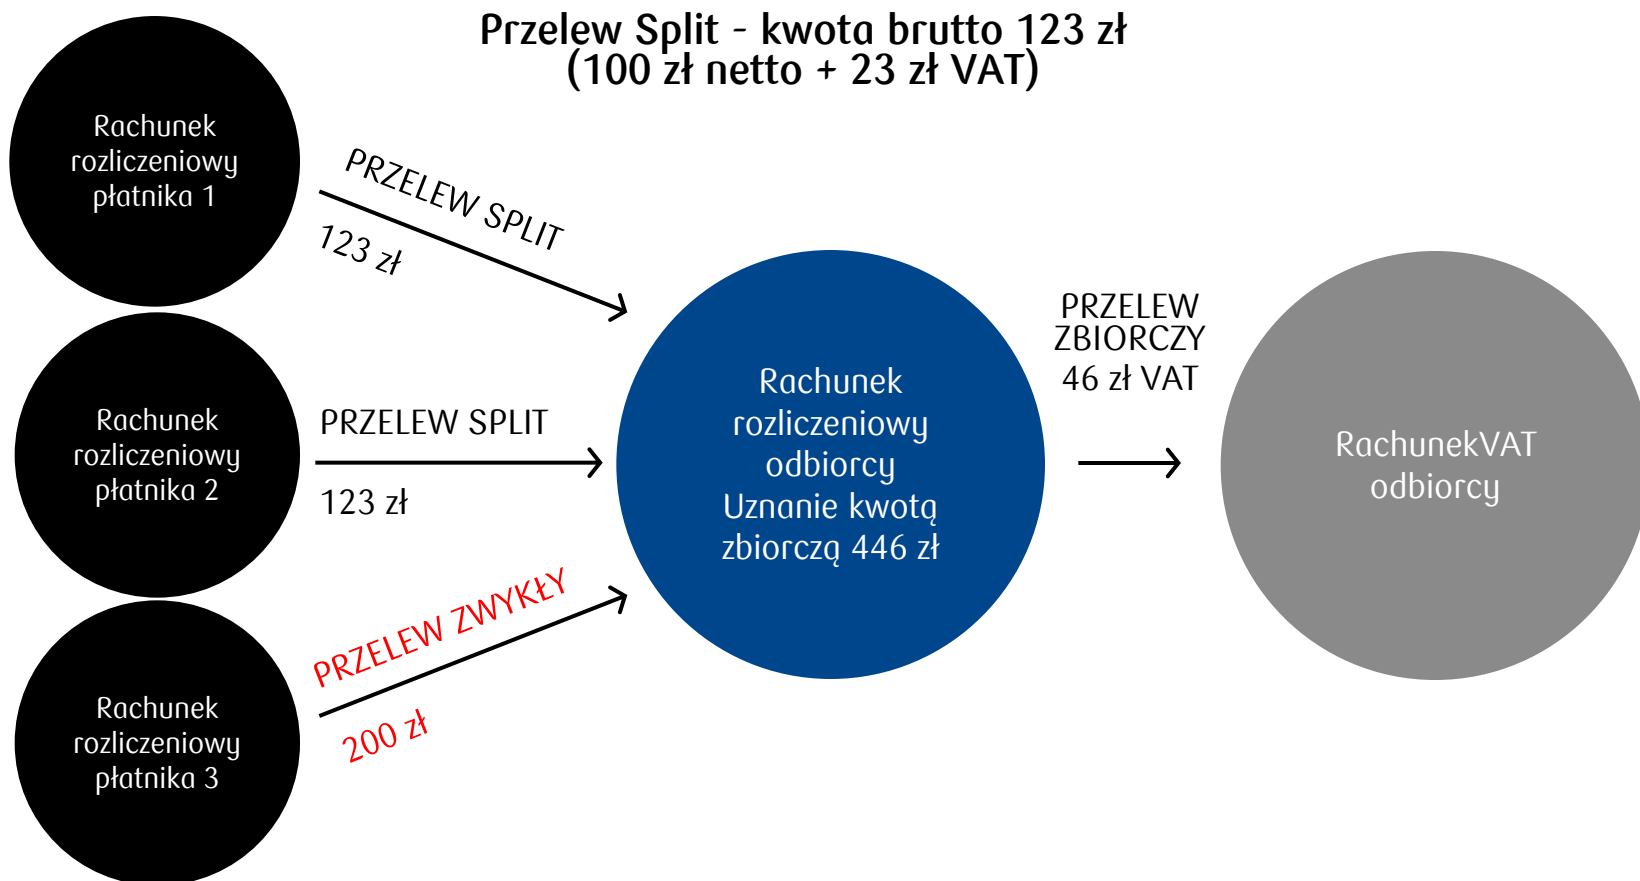 Przelew Split - kwota brutto 123 zł
(100 zł netto + 23 zł VAT)
Rachunek
rozliczeniowy
płatnika 1
PRZELEW SPLIT
123 zł
Rachunek
rozliczeniowy
płatnika 2
PRZELEW SPLIT
123 zł
Rachunek
rozliczeniowy
płatnika 3
PRZELEW ZWYKŁY
200 zł
Rachunek
rozliczeniowy
odbiorcy
Uznanie kwotą
zbiorczą 446 zł
PRZELEW
ZBIORCZY
46 zł VAT
RachunekVAT
odbiorcy